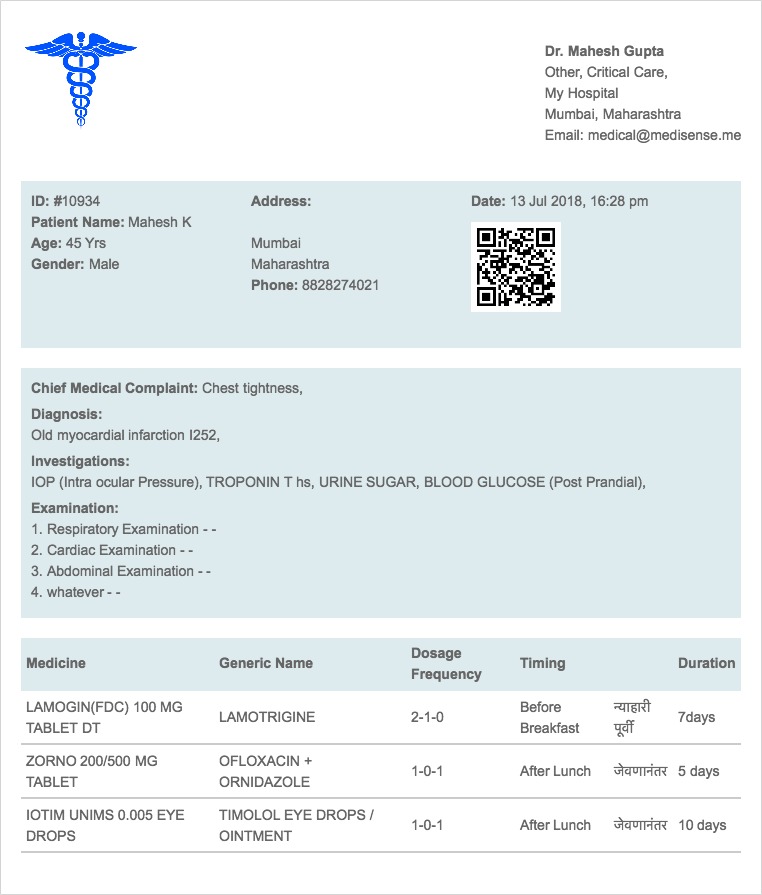 Dr. Mahesh Gupta
Other, Critical Care,
My Hospital
Mumbai, Maharashtra
Email: medical@medisense.me
ID: #10934
Patient Name: Mahesh K
Age: 45 Yrs
Gender: Male
Address:
Mumbai
Maharashtra
Phone: 8828274021
Date: 13 Jul 2018, 16:28 pm
Chief Medical Complaint: Chest tightness,
Diagnosis:
Old myocardial infarction I252,
Investigations:
IOP (Intra ocular Pressure), TROPONIN T hs, URINE SUGAR, BLOOD GLUCOSE (Post Prandial),
Examination:
1. Respiratory Examination - -
2. Cardiac Examination - -
3. Abdominal Examination - -
4. whatever - -
Medicine Generic Name Dosage Frequency Timing Duration
LAMOGIN(FDC) 100 MG TABLET DT LAMOTRIGINE 2-1-0 Before Breakfast न्याहारी पूर्वी 7days
ZORNO 200/500 MG TABLET OFLOXACIN + ORNIDAZOLE 1-0-1 After Lunch जेवणानंतर 5 days
IOTIM UNIMS 0.005 EYE DROPS TIMOLOL EYE DROPS / OINTMENT 1-0-1 After Lunch जेवणानंतर 10 days